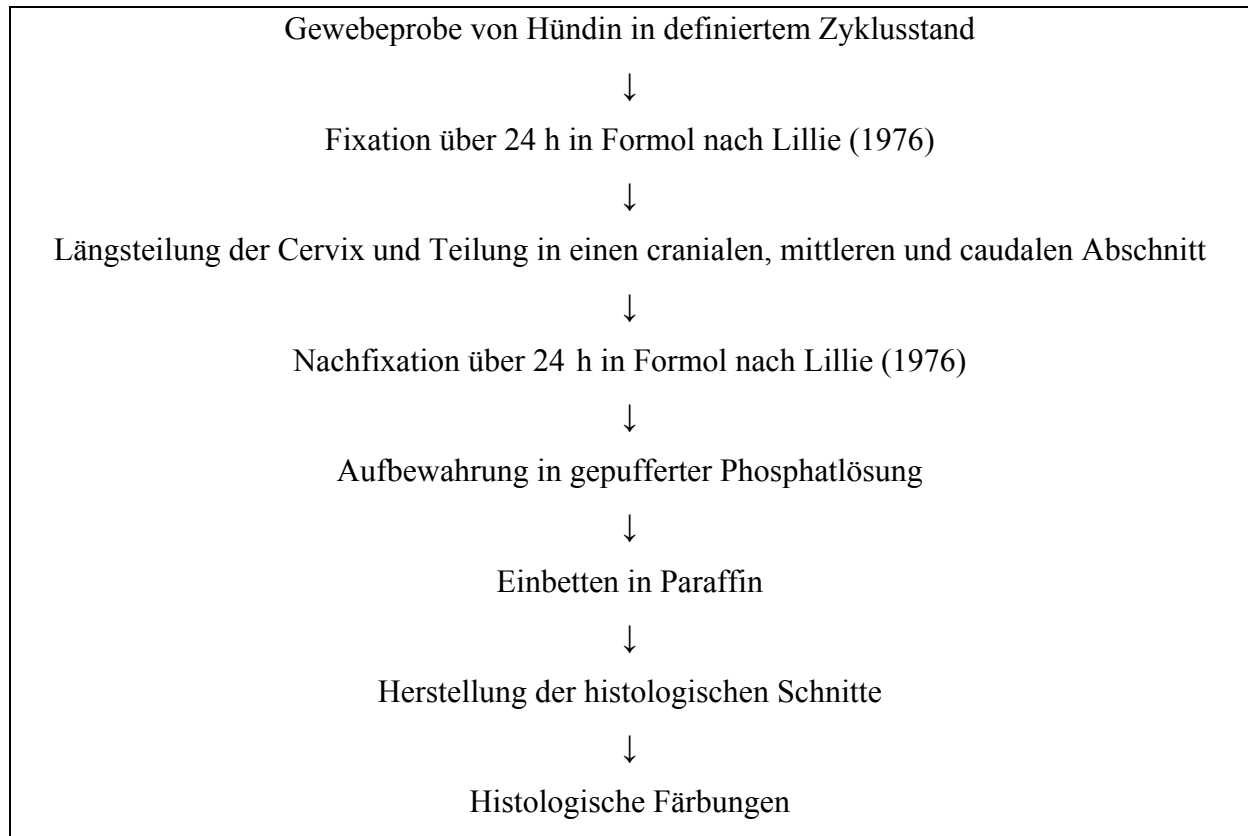 Gewebeprobe von Hündin in definiertem Zyklusstand
↓
Fixation über 24 h in Formol nach Lillie (1976)
↓
Längsteilung der Cervix und Teilung in einen cranialen, mittleren und caudalen Abschnitt
↓
Nachfixation über 24 h in Formol nach Lillie (1976)
↓
Aufbewahrung in gepufferter Phosphatlösung
↓
Einbetten in Paraffin
↓
Herstellung der histologischen Schnitte
↓
Histologische Färbungen